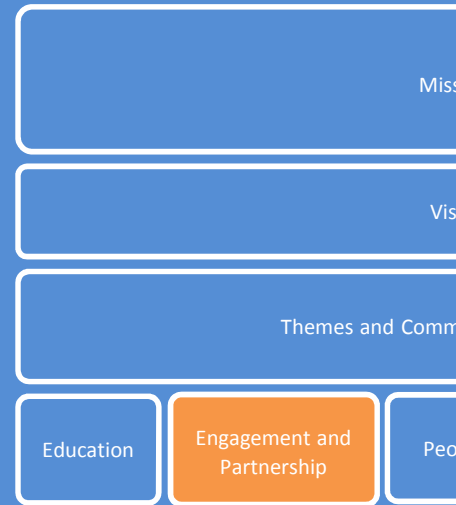 Miss
Vis
Themes and Comm
Education
Engagement and
Partnership
Peo